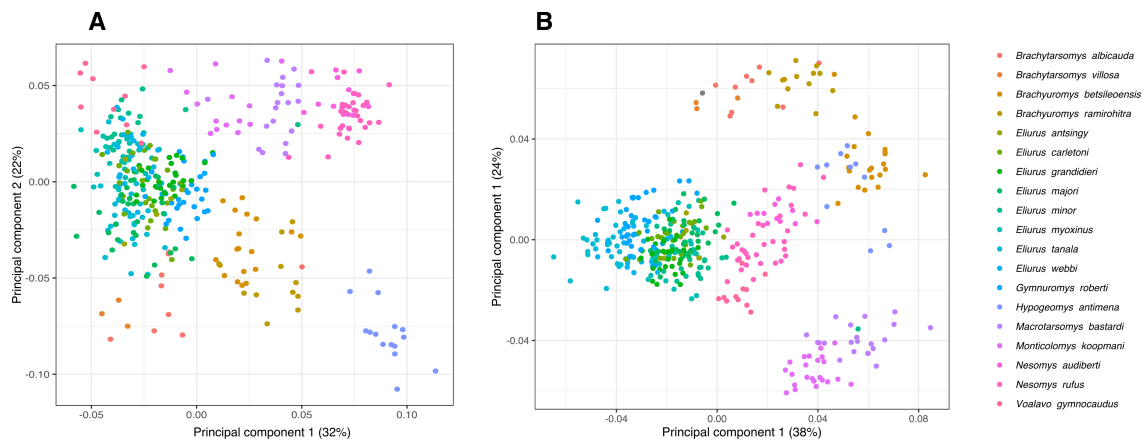 A
B
0.05
0.00
-0.05
-0.10
Principal component 2 (22%)
-0.05
0.00
0.05
0.10
Principal component 1 (32%)
0.04
0.00
-0.04
Principal component 1 (24%)
-0.04
0.00
0.04
0.08
Principal component 1 (38%)
Brachytarsomys albicauda
Brachytarsomys villosa
Brachyuromys betsileoensis
Brachyuromys ramirohitra
Eliurus antsingy
Eliurus carletoni
Eliurus grandidieri
Eliurus majori
Eliurus minor
Eliurus myoxinus
Eliurus tanala
Eliurus webbi
Gymnuromys roberti
Hypogeomys antimena
Macrotarsomys bastardi
Monticolomys koopmani
Nesomys audiberti
Nesomys rufus
Voalavo gymnocaudus